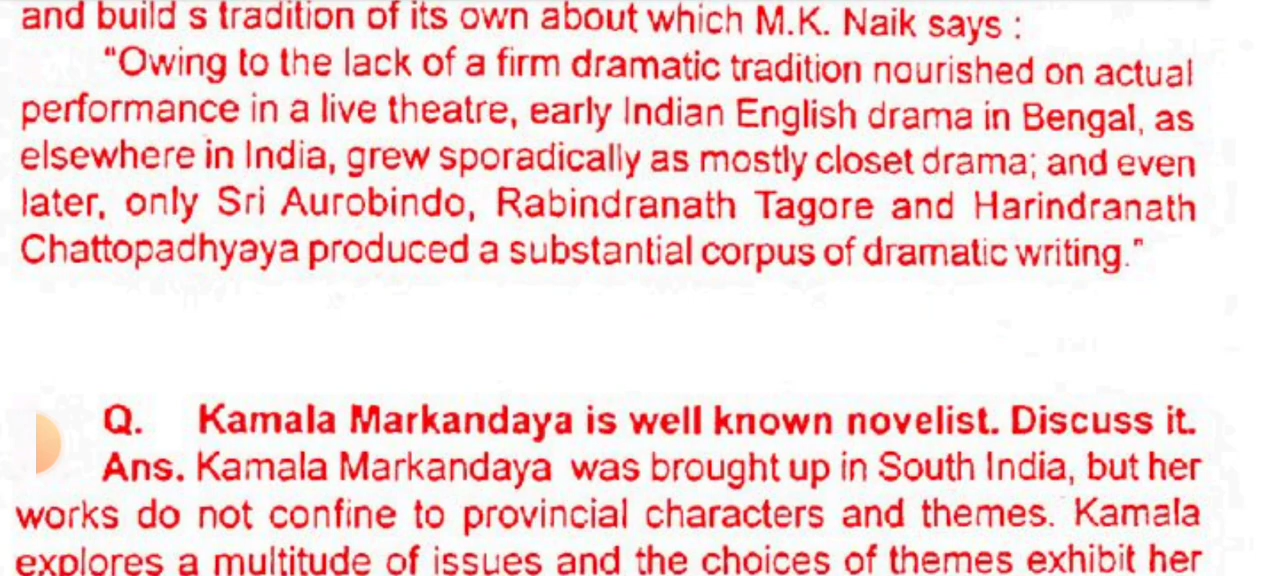 and build s tradition of its own about which M.K. Naik says :
"Owing to the lack of a firm dramatic tradition nourished on actual
performance in a live theatre, early Indian English drama in Bengal, as
elsewhere in India, grew sporadically as mostly closet drama; and even
later, only Sri Aurobindo, Rabindranath Tagore and Harindranath
Chattopadhyaya produced a substantial corpus of dramatic writing."
Q. Kamala Markandaya is well known novelist. Discuss it.
Ans. Kamala Markandaya was brought up in South India, but her
works do not confine to provincial characters and themes. Kamala
explores a multitude of issues and the choices of themes exhibit her